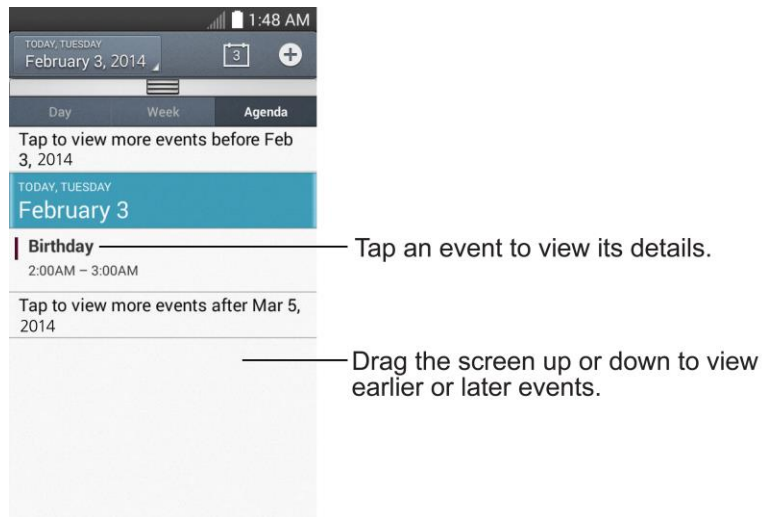 1:48 AM
TODAY, TUESDAY
February 3, 2014
3
Day Week Agenda
Tap to view more events before Feb
3, 2014
TODAY, TUESDAY
February 3
Birthday
2:00AM – 3:00AM
Tap an event to view its details.
Tap to view more events after Mar 5,
2014
Drag the screen up or down to view
earlier or later events.